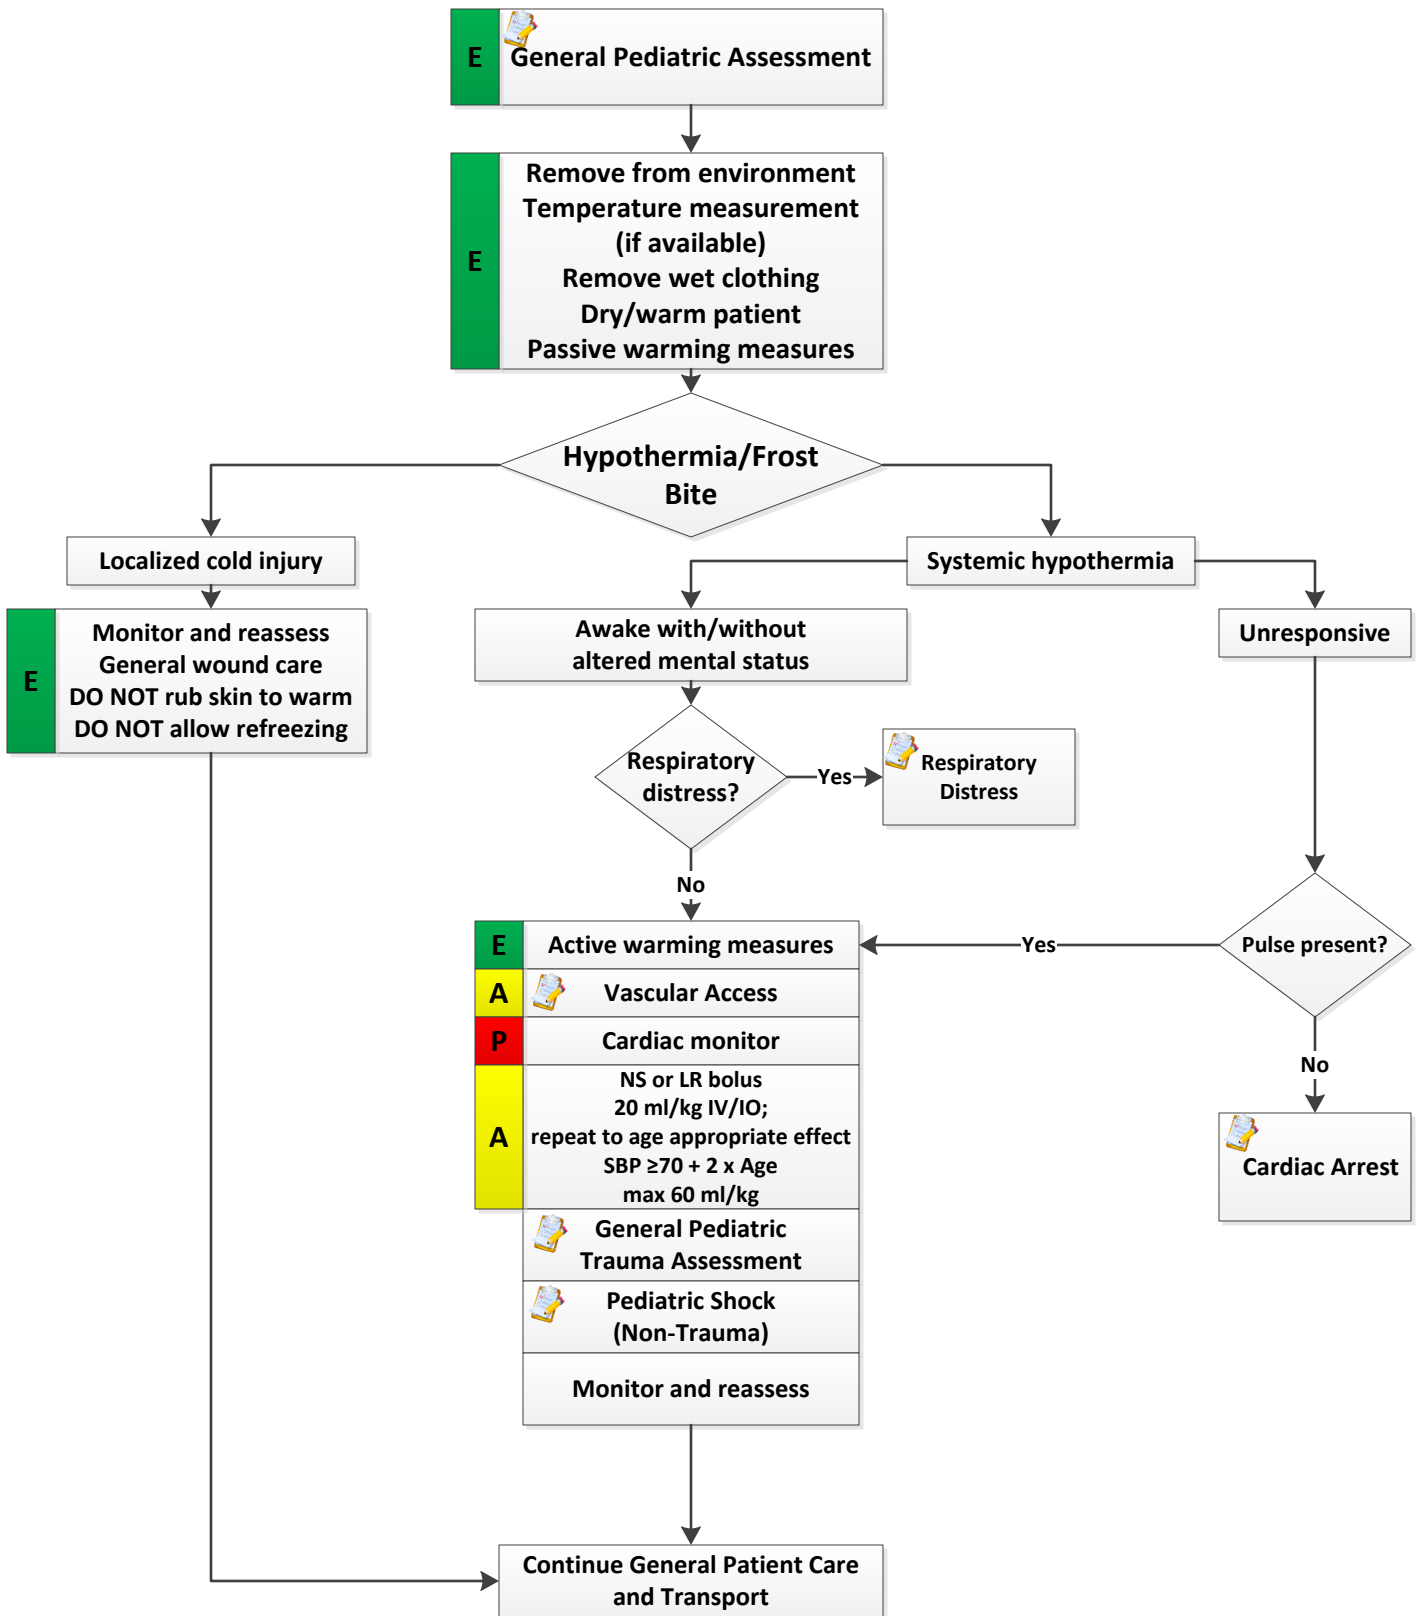 E
General Pediatric Assessment
E
Remove from environment
Temperature measurement
(if available)
Remove wet clothing
Dry/warm patient
Passive warming measures
Hypothermia/Frost
Bite
Localized cold injury
Systemic hypothermia
E
Monitor and reassess
General wound care
DO NOT rub skin to warm
DO NOT allow refreezing
Awake with/without
altered mental status
Unresponsive
Respiratory
distress?
Yes
Respiratory
Distress
No
E
Active warming measures
Yes
Pulse present?
A
Vascular Access
P
Cardiac monitor
No
A
NS or LR bolus
20 ml/kg IV/IO;
repeat to age appropriate effect
SBP ≥70 + 2 x Age
max 60 ml/kg
Cardiac Arrest
General Pediatric
Trauma Assessment
Pediatric Shock
(Non-Trauma)
Monitor and reassess
Continue General Patient Care
and Transport